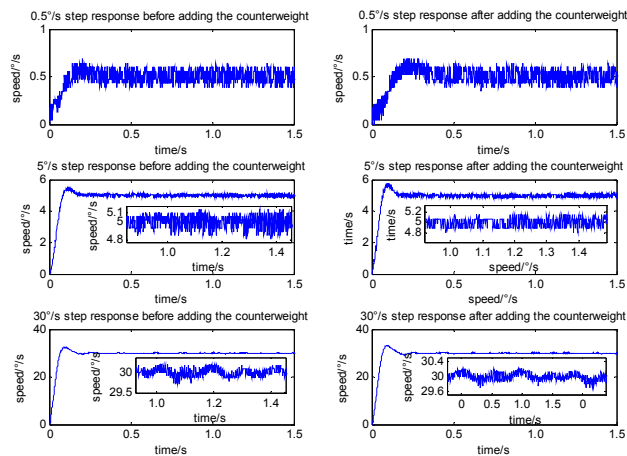 0.5°/s step response before adding the counterweight
1
0.5
0
speed/°/s
0 0.5 1.0 1.5
time/s
0.5°/s step response after adding the counterweight
1
0.5
0
speed/°/s
0 0.5 1.0 1.5
time/s
5°/s step response before adding the counterweight
6
4
2
0
speed/°/s
5.1
5
4.8
speed/°/s
1.0 1.2 1.4
time/s
0 0.5 1.0 1.5
time/s
5°/s step response after adding the counterweight
6
4
2
0
time/s
5.2
5
4.8
time/s
1.0 1.1 1.2 1.3 1.4
speed/°/s
0 0.5 1.0 1.5
speed/°/s
30°/s step response before adding the counterweight
40
20
0
speed/°/s
30
29.5
speed/°/s
1.0 1.2 1.4
time/s
0 0.5 1.0 1.5
time/s
30°/s step response after adding the counterweight
40
20
0
speed/°/s
30.4
30
29.6
speed/°/s
0 0.5 1.0 1.5 0
time/s
0 0.5 1.0 1.5
time/s